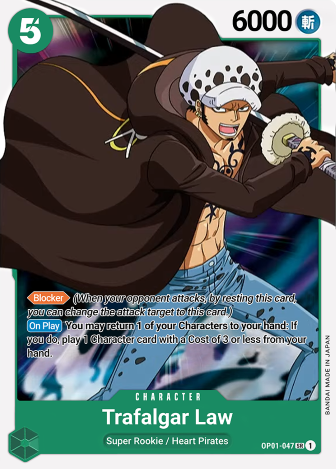 5
6000 斬
Blocker (When your opponent attacks, by resting this card,
you can change the attack target to this card.)
On Play You may return 1 of your Characters to your hand: If
you do, play 1 Character card with a Cost of 3 or less from your
hand.
CHARACTER
Trafalgar Law
Super Rookie / Heart Pirates
OP01-047 SR 1
BANDAI MADE IN JAPAN